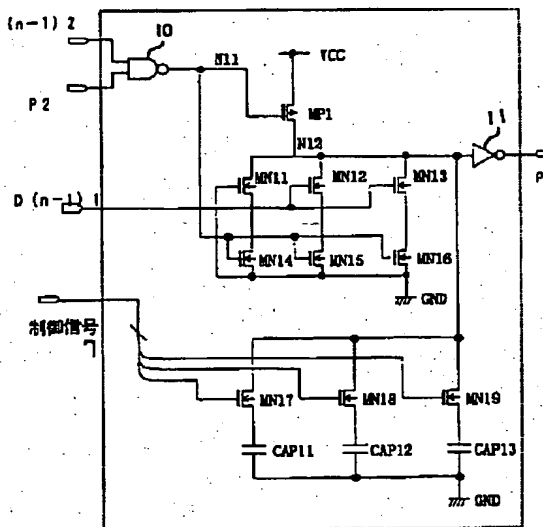 (n-1) 2
10
N11
VCC
P 2
MP1
11
N12
MN11
MN12
MN13
P
D (n-1) 1
MN14
MN15
MN16
GND
制御信号
7
MN17
MN18
MN19
CAP11
CAP12
CAP13
GND